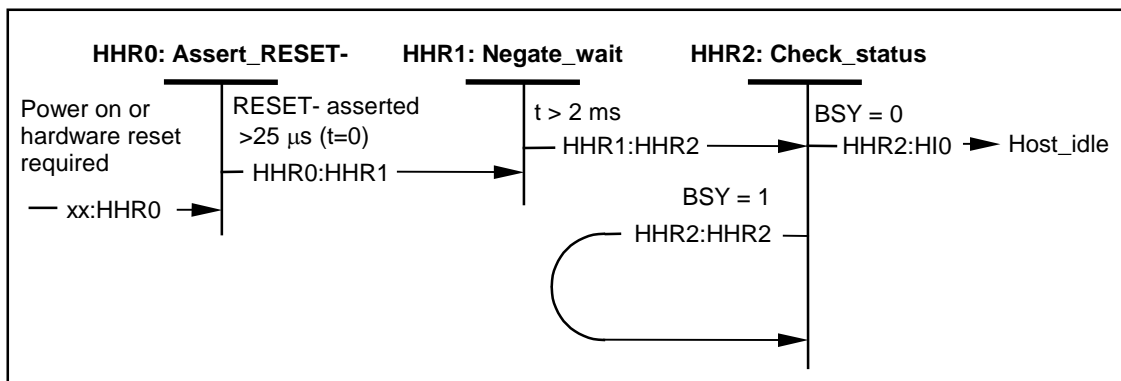 HHR0: Assert_RESET-
HHR1: Negate_wait
HHR2: Check_status
Power on or
hardware reset
required
xx:HHR0
RESET- asserted
>25 μs (t=0)
HHR0:HHR1
t > 2 ms
HHR1:HHR2
BSY = 0
HHR2:HI0
Host_idle
BSY = 1
HHR2:HHR2